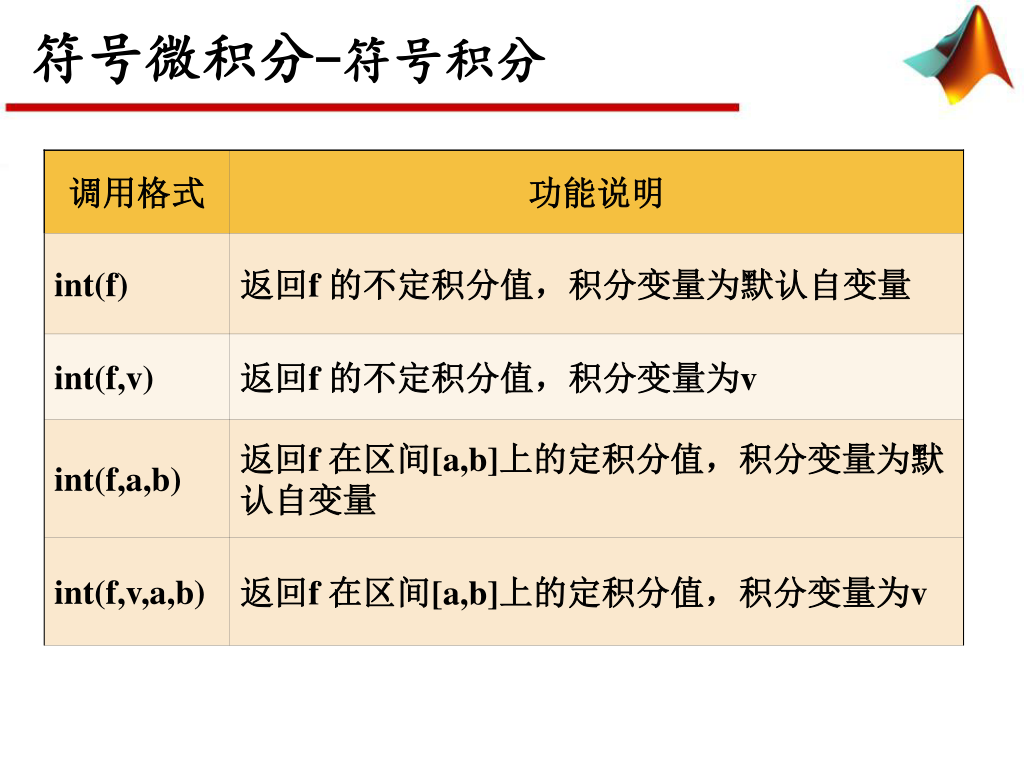 符号微积分-符号积分
调用格式
功能说明
int(f)
返回f 的不定积分值，积分变量为默认自变量
int(f,v)
返回f 的不定积分值，积分变量为v
int(f,a,b)
返回f 在区间[a,b]上的定积分值，积分变量为默
认自变量
int(f,v,a,b)
返回f 在区间[a,b]上的定积分值，积分变量为v